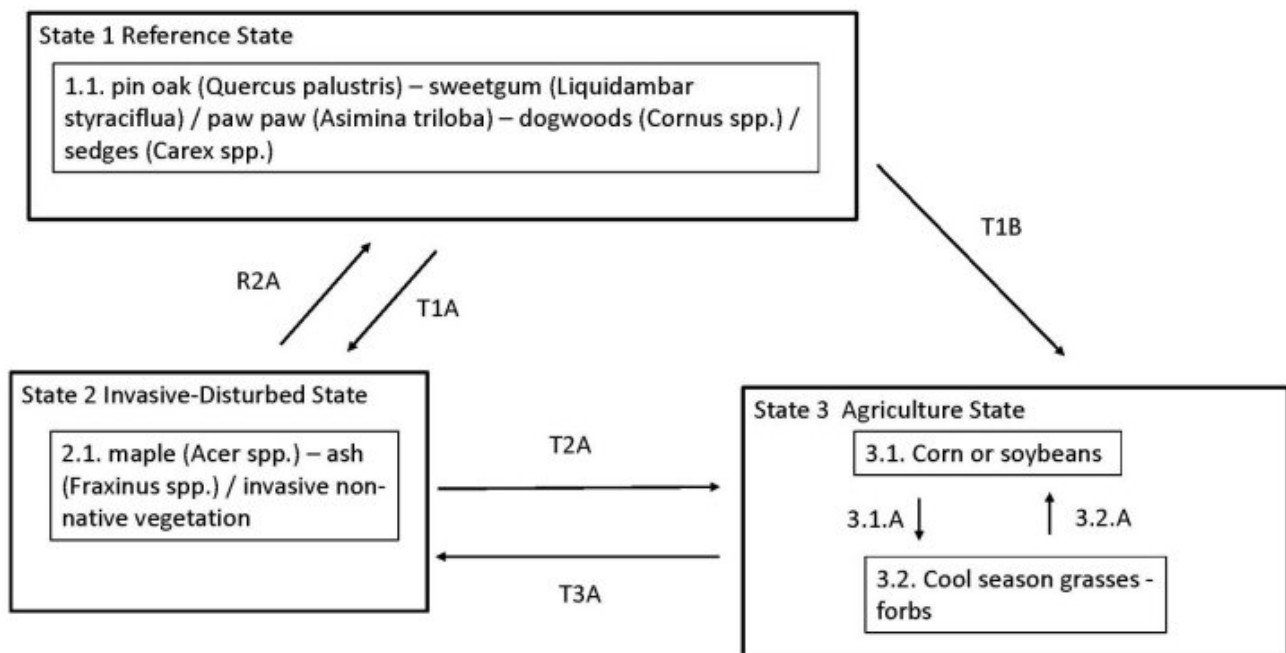 State 1 Reference State
1.1. pin oak (Quercus palustris) – sweetgum (Liquidambar
styraciflua) / paw paw (Asimina triloba) – dogwoods (Cornus spp.) /
sedges (Carex spp.)
T1B
R2A
T1A
State 2 Invasive-Disturbed State
2.1. maple (Acer spp.) – ash
(Fraxinus spp.) / invasive non-
native vegetation
T2A
T3A
State 3 Agriculture State
3.1. Corn or soybeans
3.1.A
3.2.A
3.2. Cool season grasses -
forbs